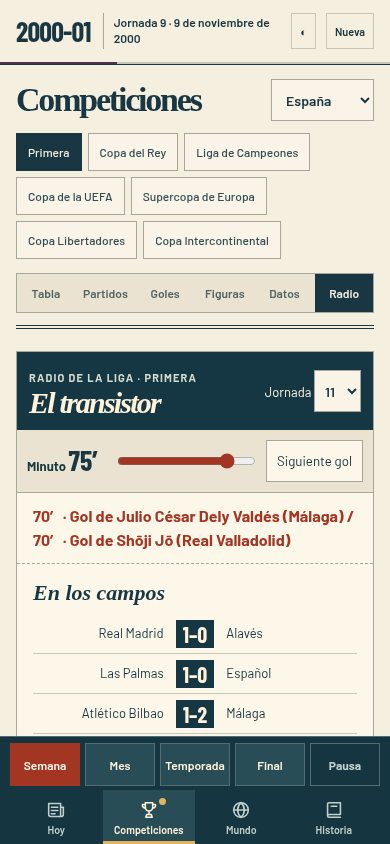 2000-01
Jornada 9 · 9 de noviembre de
2000
Nueva
Competiciones
España
Primera
Copa del Rey
Liga de Campeones
Copa de la UEFA
Supercopa de Europa
Copa Libertadores
Copa Intercontinental
Tabla
Partidos
Goles
Figuras
Datos
Radio
RADIO DE LA LIGA · PRIMERA
El transistor
Jornada
11
Minuto 75′
Siguiente gol
70′ · Gol de Julio César Dely Valdés (Málaga) /
70′ · Gol de Shōji Jō (Real Valladolid)
En los campos
Real Madrid 1-0 Alavés
Las Palmas 1-0 Español
Atlético Bilbao 1-2 Málaga
Semana
Mes
Temporada
Final
Pausa
Hoy
Competiciones
Mundo
Historia